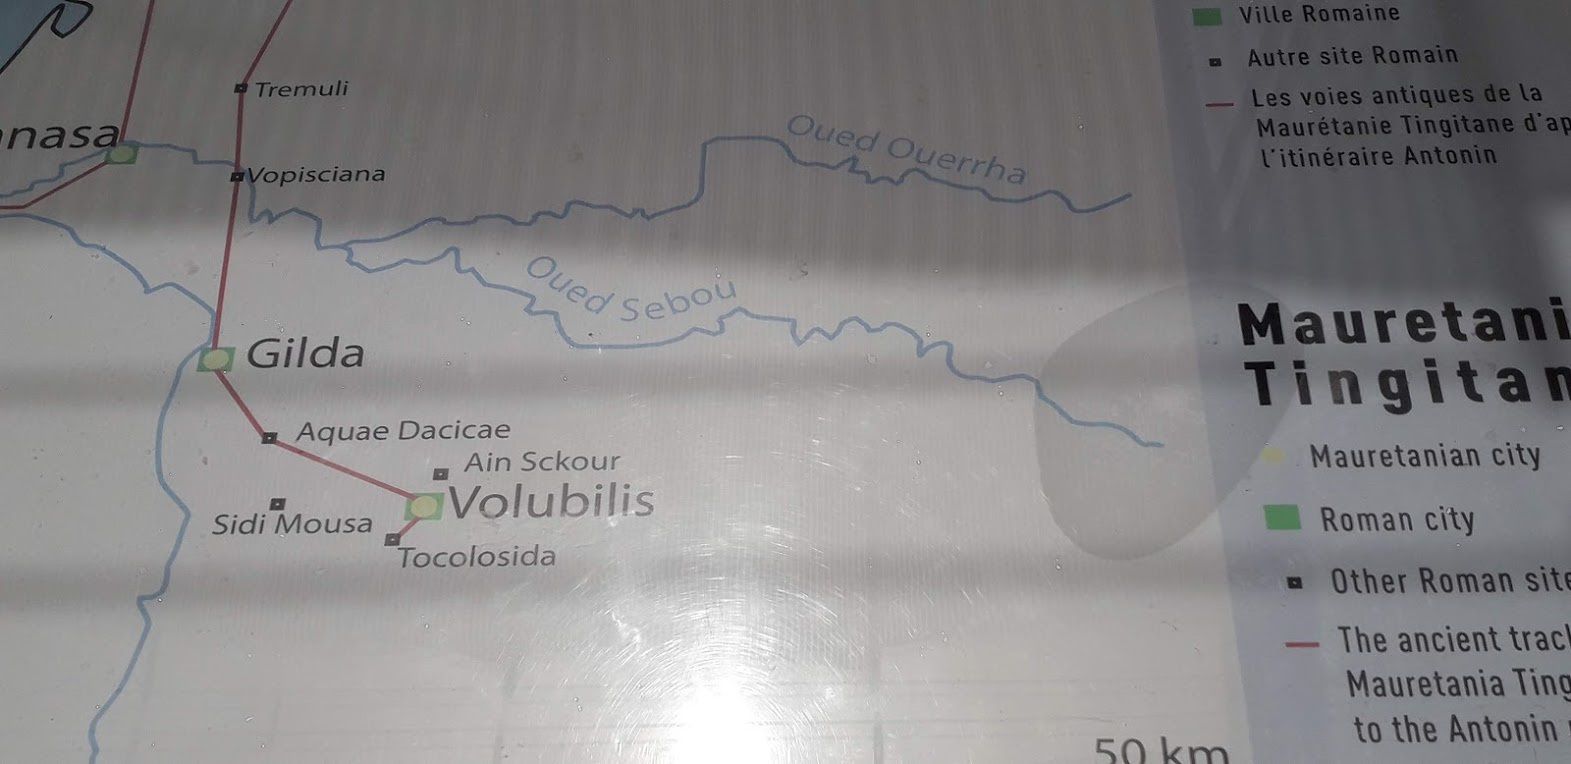 Tremuli
nasa
Vopisciana
Oued Ouerrha
Oued Sebou
Gilda
Aquae Dacicae
Ain Sckour
Volubilis
Sidi Mousa
Tocolosida
50 km
Ville Romaine
Autre site Romain
Les voies antiques de la
Maurétanie Tingitane d'ap
l'itinéraire Antonin
Mauretani
Tingitan
Mauretanian city
Roman city
Other Roman site
The ancient trac
Mauretania Ting
to the Antonin